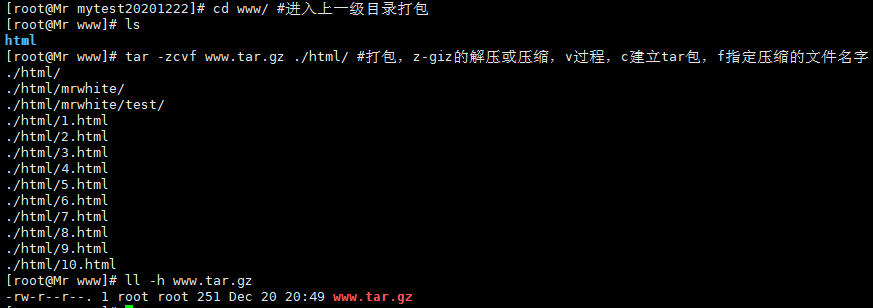 [root@Mr mytest20201222]# cd www/ #进入上一级目录打包
[root@Mr www]# ls
html
[root@Mr www]# tar -zcvf www.tar.gz ./html/ #打包，z-giz的解压或压缩，v过程，c建立tar包，f指定压缩的文件名字
./html/
./html/mrwhite/
./html/mrwhite/test/
./html/1.html
./html/2.html
./html/3.html
./html/4.html
./html/5.html
./html/6.html
./html/7.html
./html/8.html
./html/9.html
./html/10.html
[root@Mr www]# ll -h www.tar.gz
-rw-r--r--. 1 root root 251 Dec 20 20:49 www.tar.gz
[root@Mr www]#